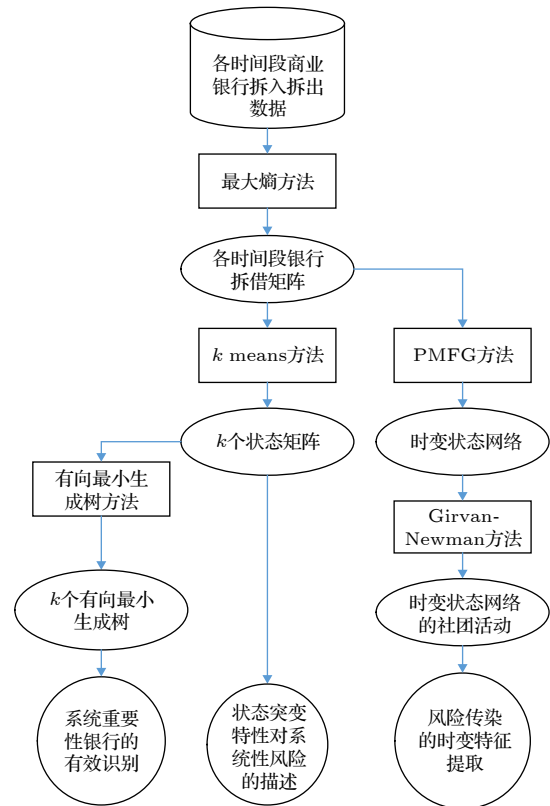 各时间段商业
银行拆入拆出
数据
最大熵方法
各时间段银行
拆借矩阵
k means方法
PMFG方法
k个状态矩阵
时变状态网络
有向最小生
成树方法
Girvan-
Newman方法
k个有向最小
生成树
时变状态网络
的社团活动
系统重要
性银行的
有效识别
状态突变
特性对系
统性风险
的描述
风险传染
的时变特征
提取